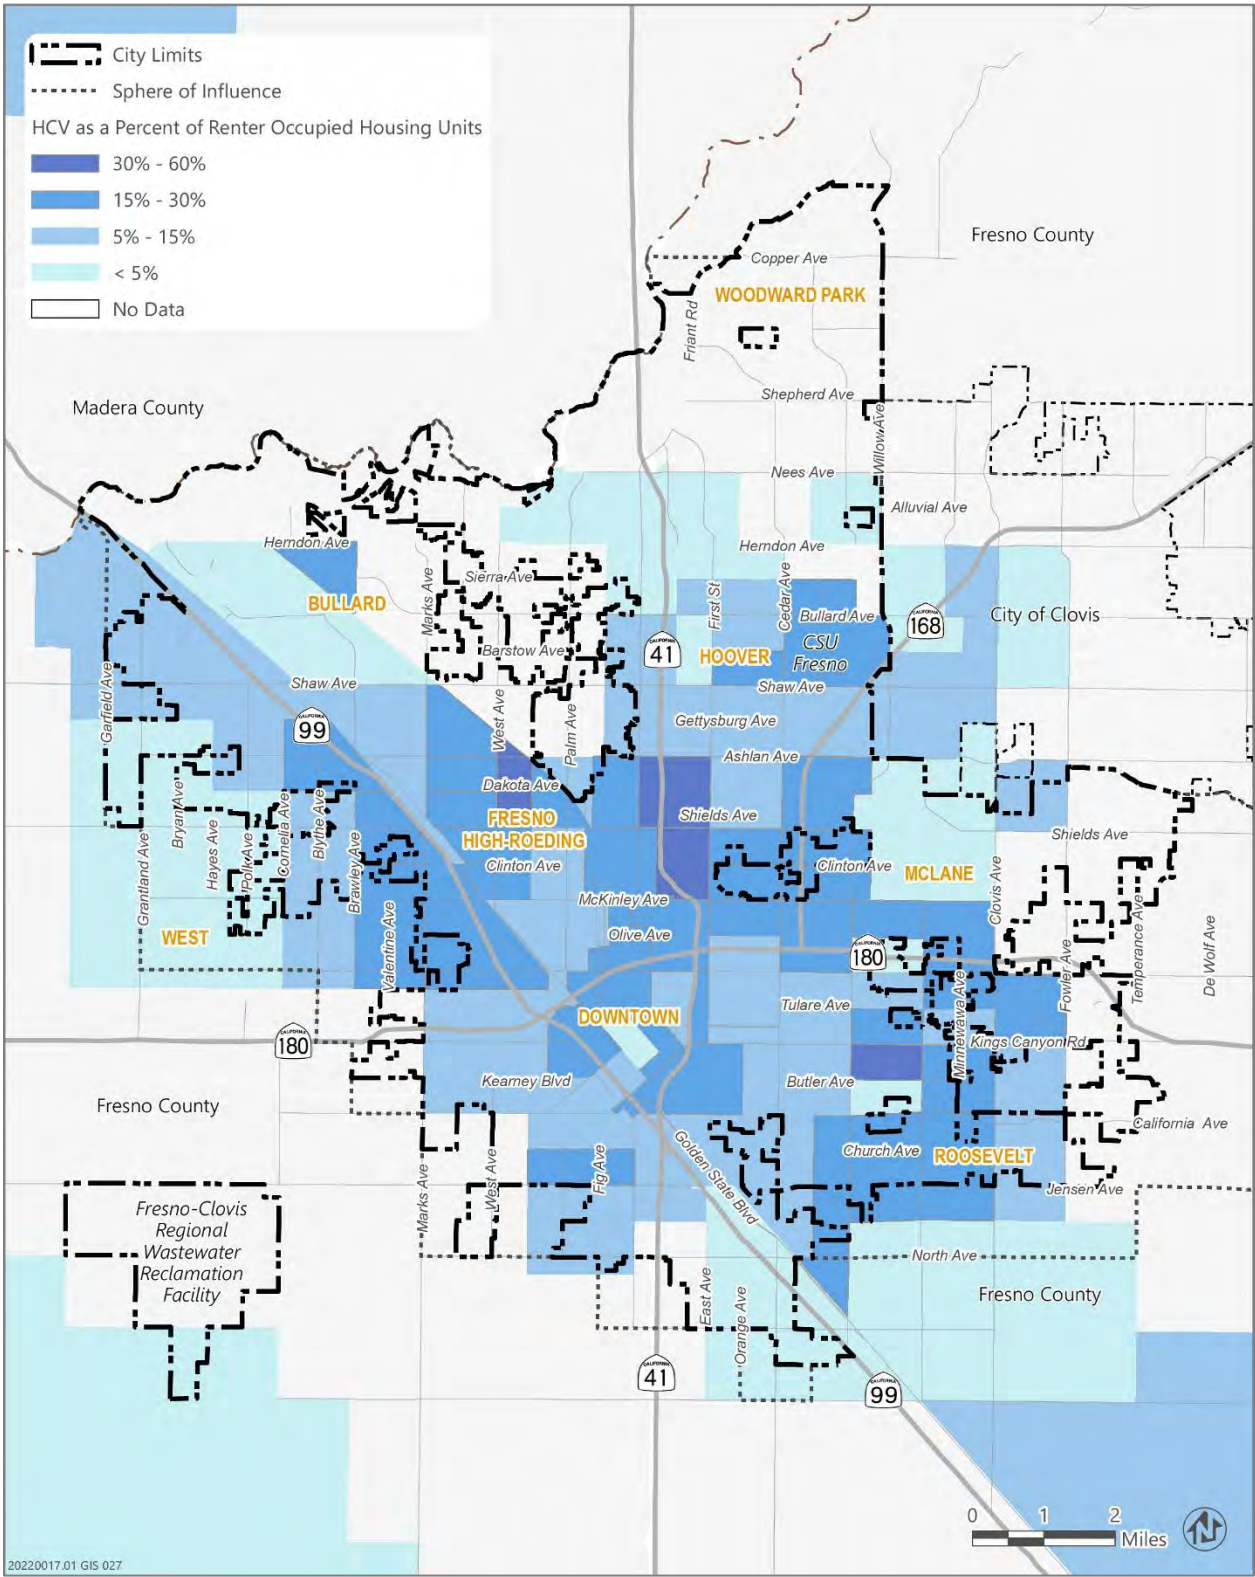 City Limits
Sphere of Influence
HCV as a Percent of Renter Occupied Housing Units
30% - 60%
15% - 30%
5% - 15%
< 5%
No Data
Fresno County
Copper Ave
WOODWARD PARK
Friant Rd
Madera County
Shepherd Ave
Willow Ave
Nees Ave
Alluvial Ave
Herndon Ave
Herndon Ave
Sierra Ave
Marks Ave
First St
Cedar Ave
BULLARD
Bullard Ave
CALIFORNIA
168
City of Clovis
CSU
Fresno
Barstow Ave
CALIFORNIA
41
HOOVER
Garfield Ave
Shaw Ave
Shaw Ave
CALIFORNIA
99
West Ave
Palm Ave
Gettysburg Ave
Ashlan Ave
Dakota Ave
Bryan Ave
Hayes Ave
Polk Ave
Cornelia Ave
Blythe Ave
Brawley Ave
Grantland Ave
FRESNO
HIGH-ROEDING
Shields Ave
Shields Ave
Clinton Ave
Clinton Ave
MCLANE
Clovis Ave
McKinley Ave
WEST
Valentine Ave
Olive Ave
CALIFORNIA
180
Minnewawa Ave
Fowler Ave
Temperance Ave
De Wolf Ave
DOWNTOWN
Tulare Ave
CALIFORNIA
180
Kings Canyon Rd
Kearney Blvd
Butler Ave
Fresno County
California Ave
Golden State Blvd
Church Ave
ROOSEVELT
Marks Ave
West Ave
Fig Ave
Jensen Ave
Fresno-Clovis
Regional
Wastewater
Reclamation
Facility
North Ave
East Ave
Orange Ave
Fresno County
CALIFORNIA
41
CALIFORNIA
99
0 1 2
Miles
N
20220017.01 GIS 027